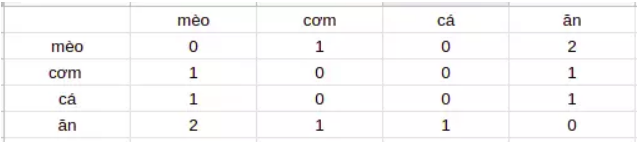 mèo cơm cá ăn
mèo 0 1 0 2
cơm 1 0 0 1
cá 1 0 0 1
ăn 2 1 1 0